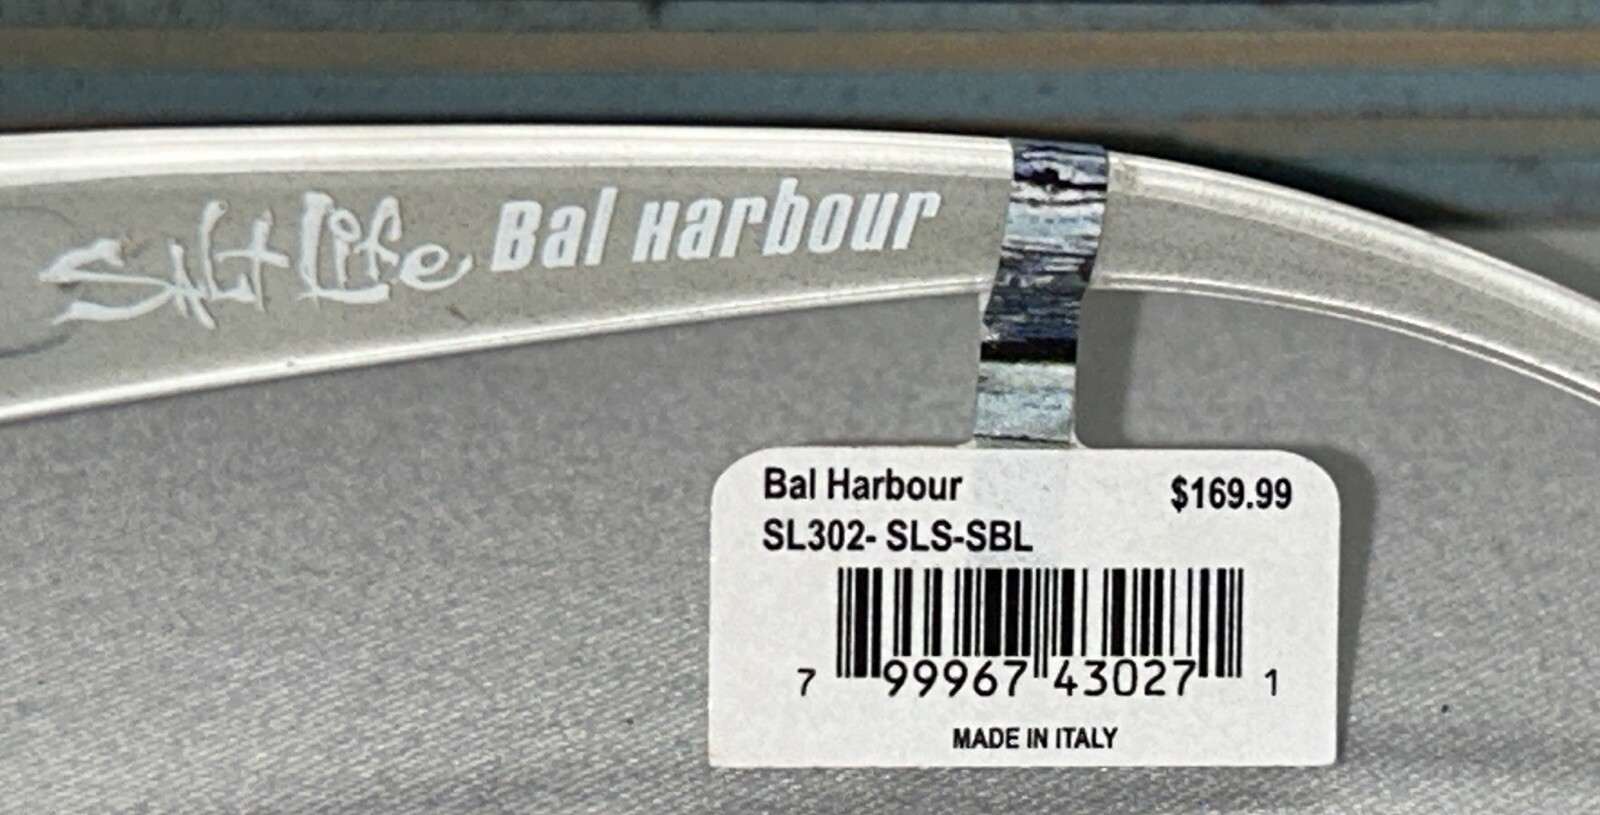 Salt Life Bal Harbour
Bal Harbour $169.99
SL302- SLS-SBL
7 99967 43027 1
MADE IN ITALY